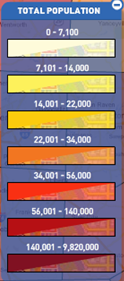 TOTAL POPULATION
0 - 7,100
7,101 - 14,000
14,001 - 22,000
22,001 - 34,000
34,001 - 56,000
56,001 - 140,000
140,001 - 9,820,000